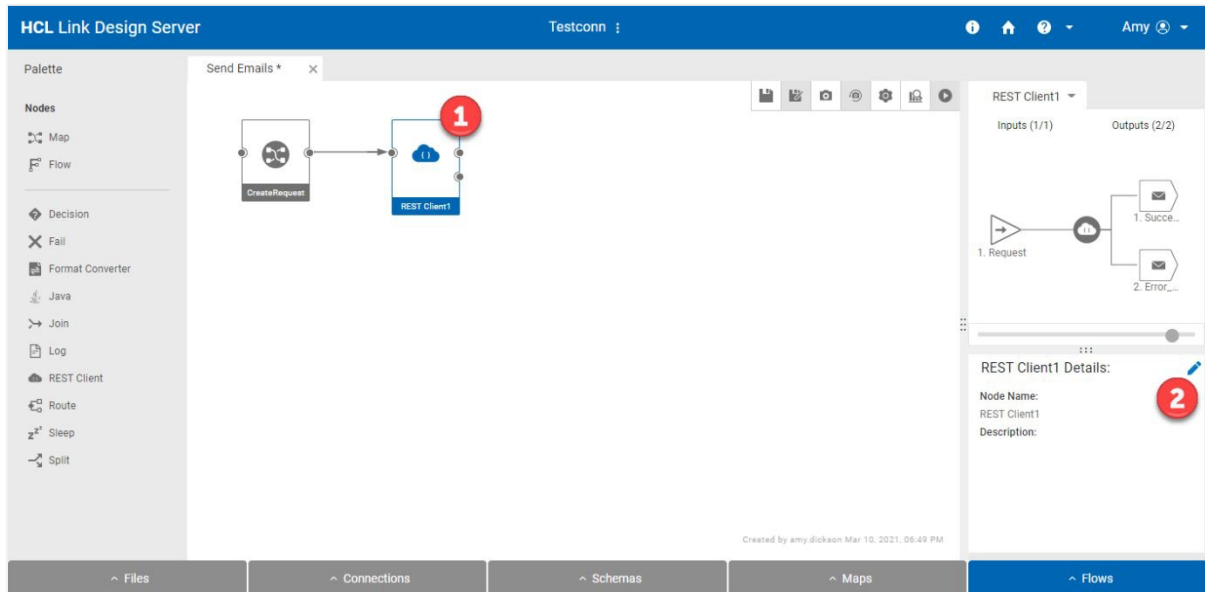 HCL Link Design Server
Testconn
Amy
Palette
Send Emails *
Nodes
Map
Flow
Decision
Fail
Format Converter
Java
Join
Log
REST Client
Route
Sleep
Split
CreateRequest
REST Client1
1
REST Client1
Inputs (1/1)
Outputs (2/2)
1. Request
1. Succe...
2. Error_...
REST Client1 Details:
2
Node Name:
REST Client1
Description:
Created by amy.dickson Mar 10, 2021, 06:49 PM
Files
Connections
Schemas
Maps
Flows